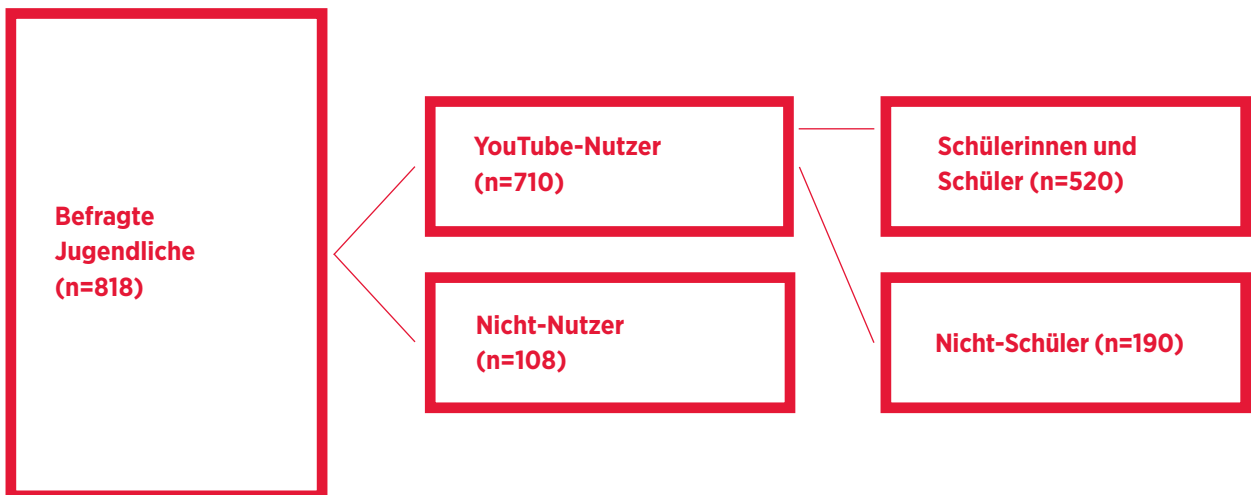 Befragte
Jugendliche
(n=818)
YouTube-Nutzer
(n=710)
Nicht-Nutzer
(n=108)
Schülerinnen und
Schüler (n=520)
Nicht-Schüler (n=190)